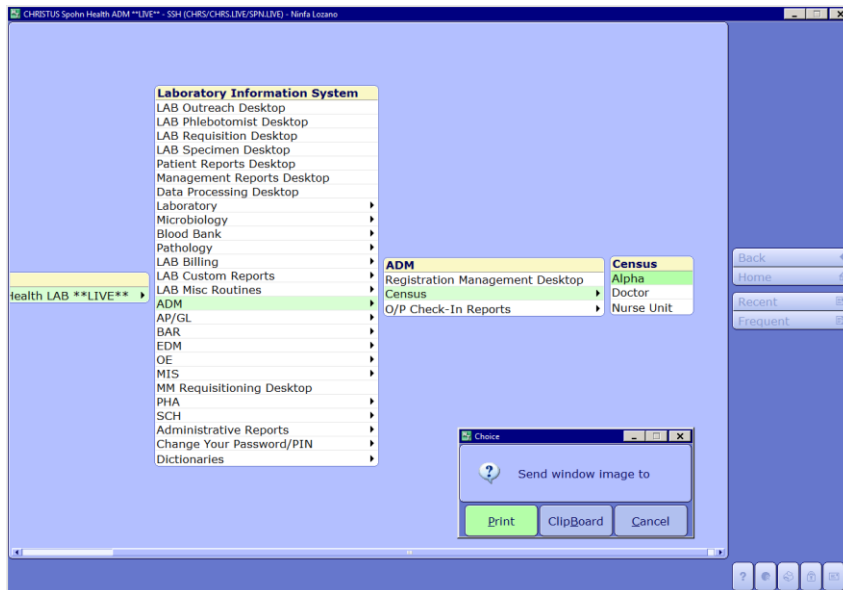 CHRISTUS Spohn Health ADM **LIVE** - SSH (CHRS/CHRS.LIVE/SPN.LIVE) - Ninfa Lozano
Health LAB **LIVE**
Laboratory Information System
LAB Outreach Desktop
LAB Phlebotomist Desktop
LAB Requisition Desktop
LAB Specimen Desktop
Patient Reports Desktop
Management Reports Desktop
Data Processing Desktop
Laboratory
Microbiology
Blood Bank
Pathology
LAB Billing
LAB Custom Reports
LAB Misc Routines
ADM
AP/GL
BAR
EDM
OE
MIS
MM Requisitioning Desktop
PHA
SCH
Administrative Reports
Change Your Password/PIN
Dictionaries
ADM
Registration Management Desktop
Census
O/P Check-In Reports
Census
Alpha
Doctor
Nurse Unit
Back
Home
Recent
Frequent
Choice
?
Send window image to
Print
ClipBoard
Cancel
?